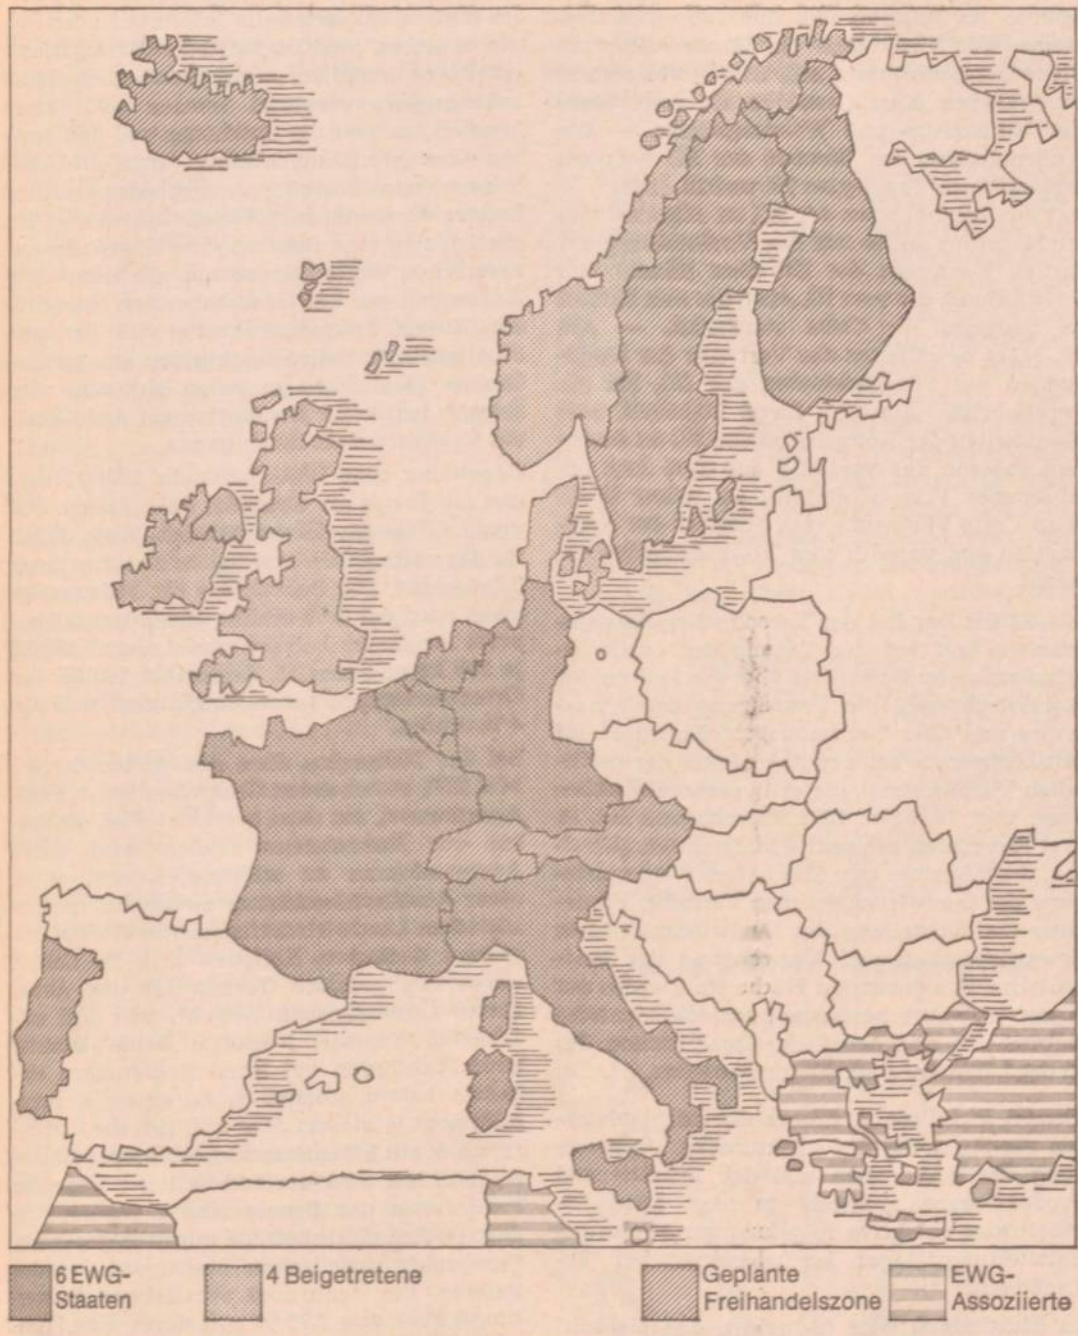 6 EWG-
Staaten
4 Beigetretene
Geplante
Freihandelszone
EWG-
Assoziierte